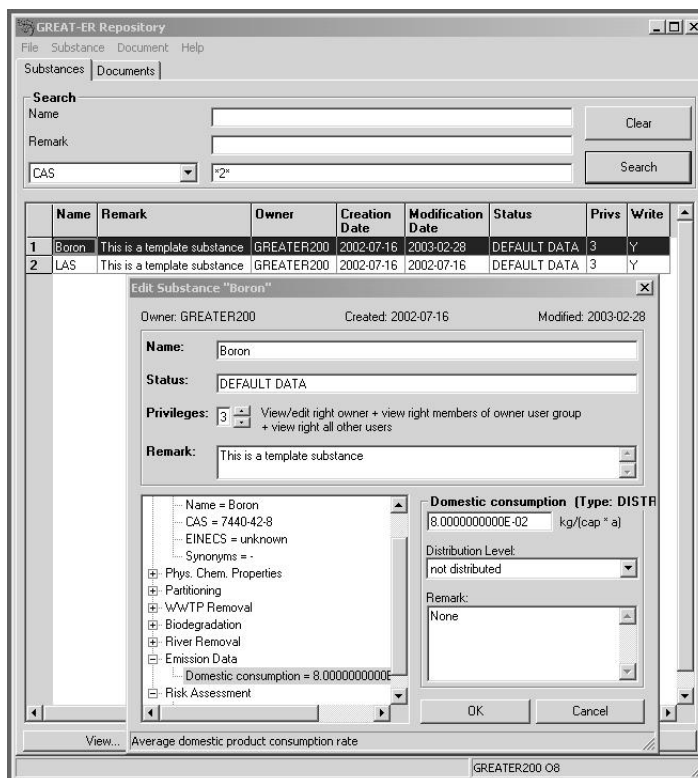 GREAT-ER Repository
File Substance Document Help
Substances Documents
Search
Name
Clear
Remark
CAS *2* Search
Name Remark Owner Creation Date Modification Date Status Privs Write
1 Boron This is a template substance GREATER200 2002-07-16 2003-02-28 DEFAULT DATA 3 Y
2 LAS This is a template substance GREATER200 2002-07-16 2002-07-16 DEFAULT DATA 3 Y
Edit Substance "Boron"
Owner: GREATER200 Created: 2002-07-16 Modified: 2003-02-28
Name: Boron
Status: DEFAULT DATA
Privileges: 3 View/edit right owner + view right members of owner user group
+ view right all other users
Remark: This is a template substance
Name = Boron
CAS = 7440-42-8
EINECS = unknown
Synonyms = -
Phys. Chem. Properties
Partitioning
WWTP Removal
Biodegradation
River Removal
Emission Data
Domestic consumption = 8.0000000000E
Risk Assessment
Domestic consumption (Type: DISTR
8.0000000000E-02 kg/(cap * a)
Distribution Level:
not distributed
Remark:
None
OK Cancel
View... Average domestic product consumption rate
GREATER200 O8